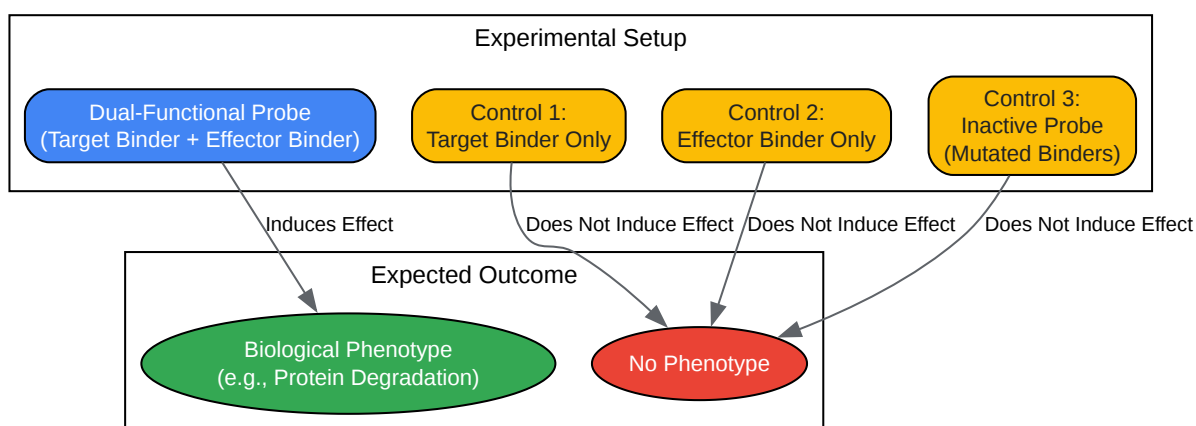 Experimental Setup
Dual-Functional Probe
(Target Binder + Effector Binder)
Control 1:
Target Binder Only
Control 2:
Effector Binder Only
Control 3:
Inactive Probe
(Mutated Binders)
Induces Effect
Does Not Induce Effect
Does Not Induce Effect
Does Not Induce Effect
Expected Outcome
Biological Phenotype
(e.g., Protein Degradation)
No Phenotype